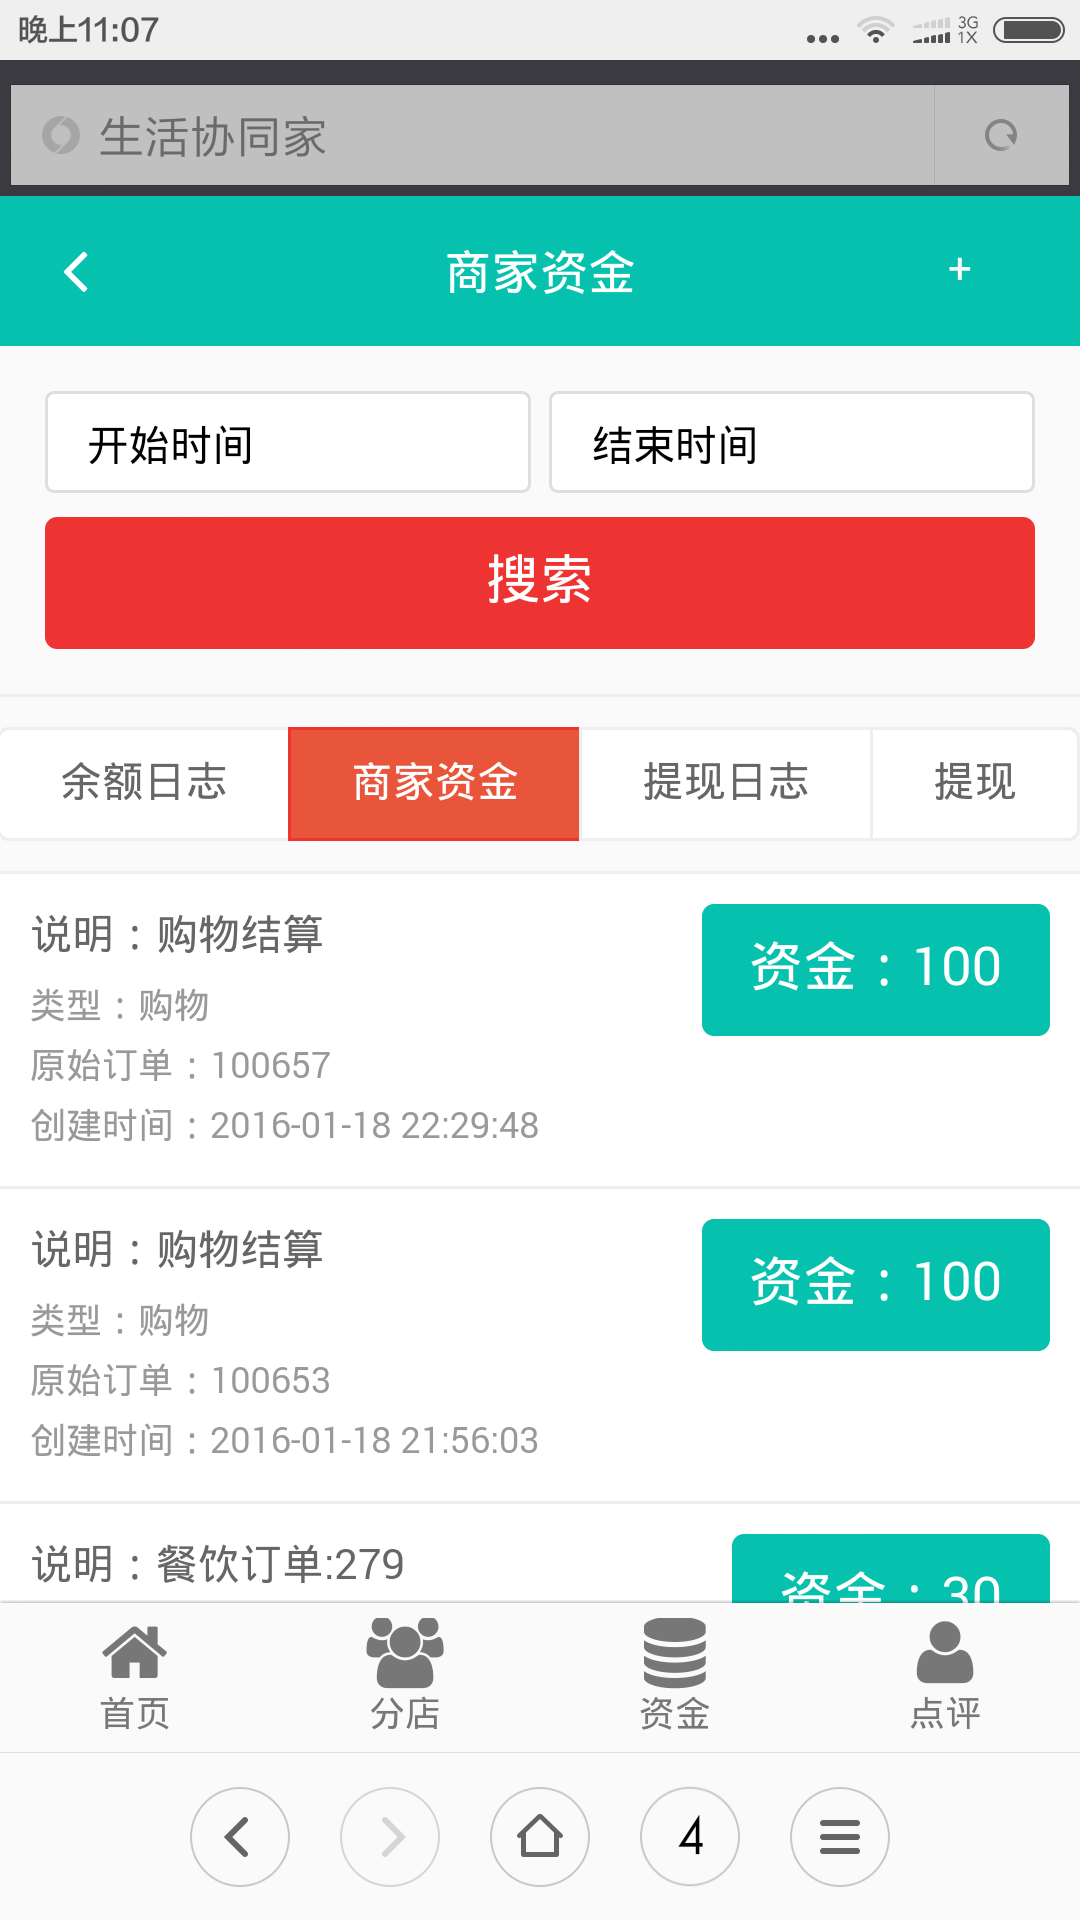 晚上11:07
3G
1X
生活协同家
商家资金
+
开始时间
结束时间
搜索
余额日志
商家资金
提现日志
提现
说明：购物结算
资金：100
类型：购物
原始订单：100657
创建时间：2016-01-18 22:29:48
说明：购物结算
资金：100
类型：购物
原始订单：100653
创建时间：2016-01-18 21:56:03
说明：餐饮订单:279
资金：30
首页
分店
资金
点评
4